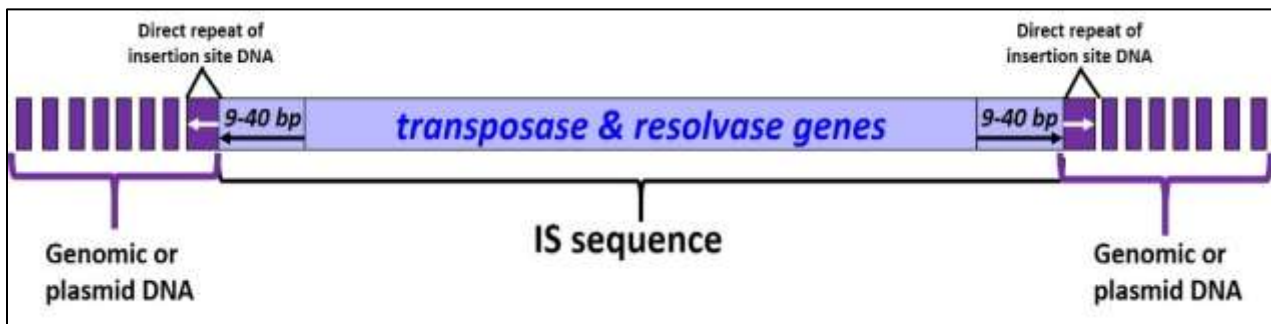 Direct repeat of
insertion site DNA
Direct repeat of
insertion site DNA
9-40 bp
transposase & resolvase genes
9-40 bp
IS sequence
Genomic or
plasmid DNA
Genomic or
plasmid DNA